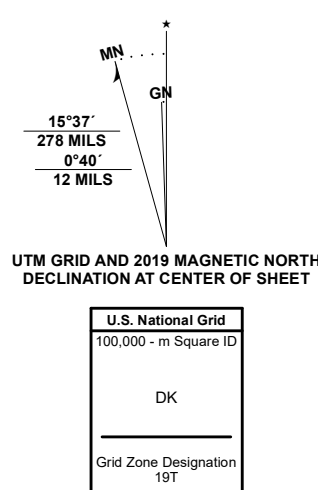 ★
MN
GN
15°37´
278 MILS
0°40´
12 MILS
UTM GRID AND 2019 MAGNETIC NORTH
DECLINATION AT CENTER OF SHEET
U.S. National Grid
100,000 - m Square ID
DK
Grid Zone Designation
19T